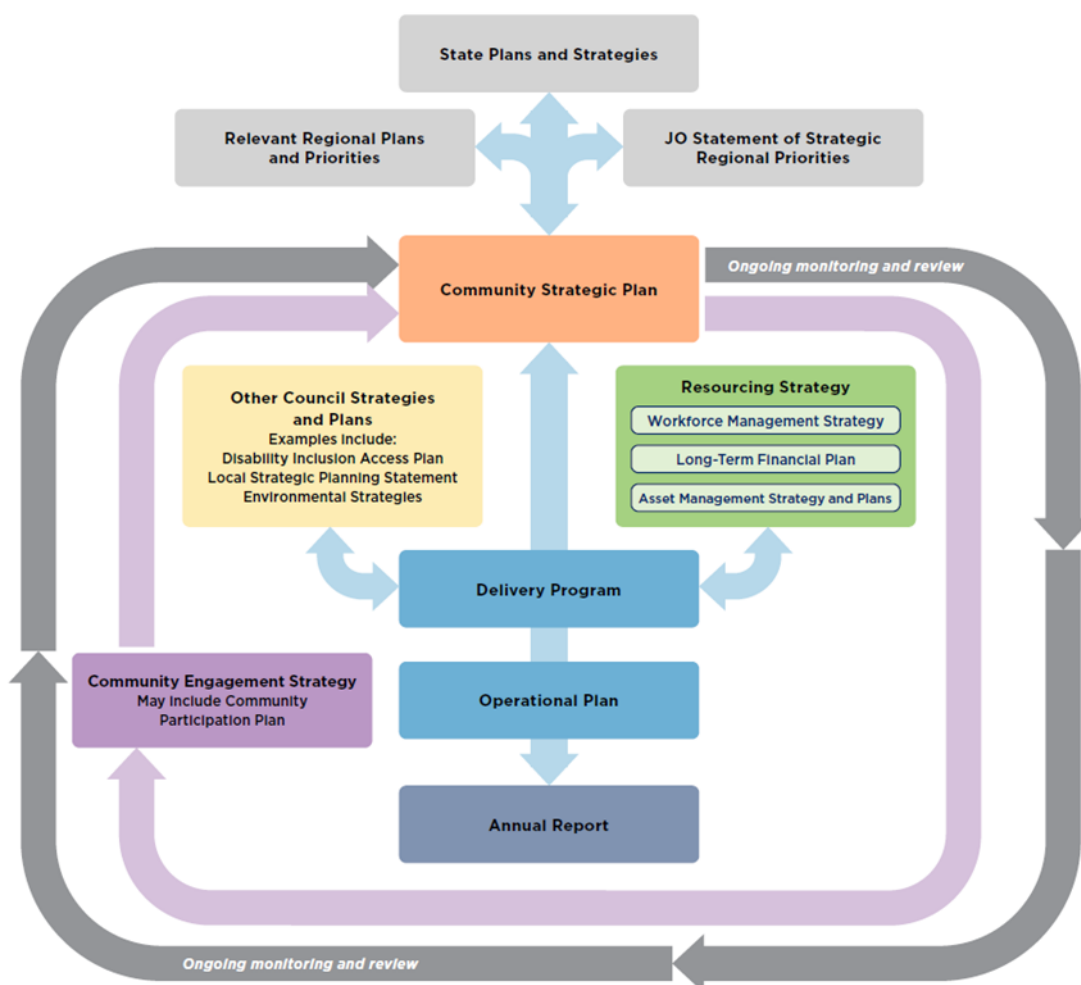 State Plans and Strategies
Relevant Regional Plans
and Priorities
JO Statement of Strategic
Regional Priorities
Community Strategic Plan
Ongoing monitoring and review
Other Council Strategies
and Plans
Examples include:
Disability Inclusion Access Plan
Local Strategic Planning Statement
Environmental Strategies
Resourcing Strategy
Workforce Management Strategy
Long-Term Financial Plan
Asset Management Strategy and Plans
Delivery Program
Community Engagement Strategy
May include Community
Participation Plan
Operational Plan
Annual Report
Ongoing monitoring and review